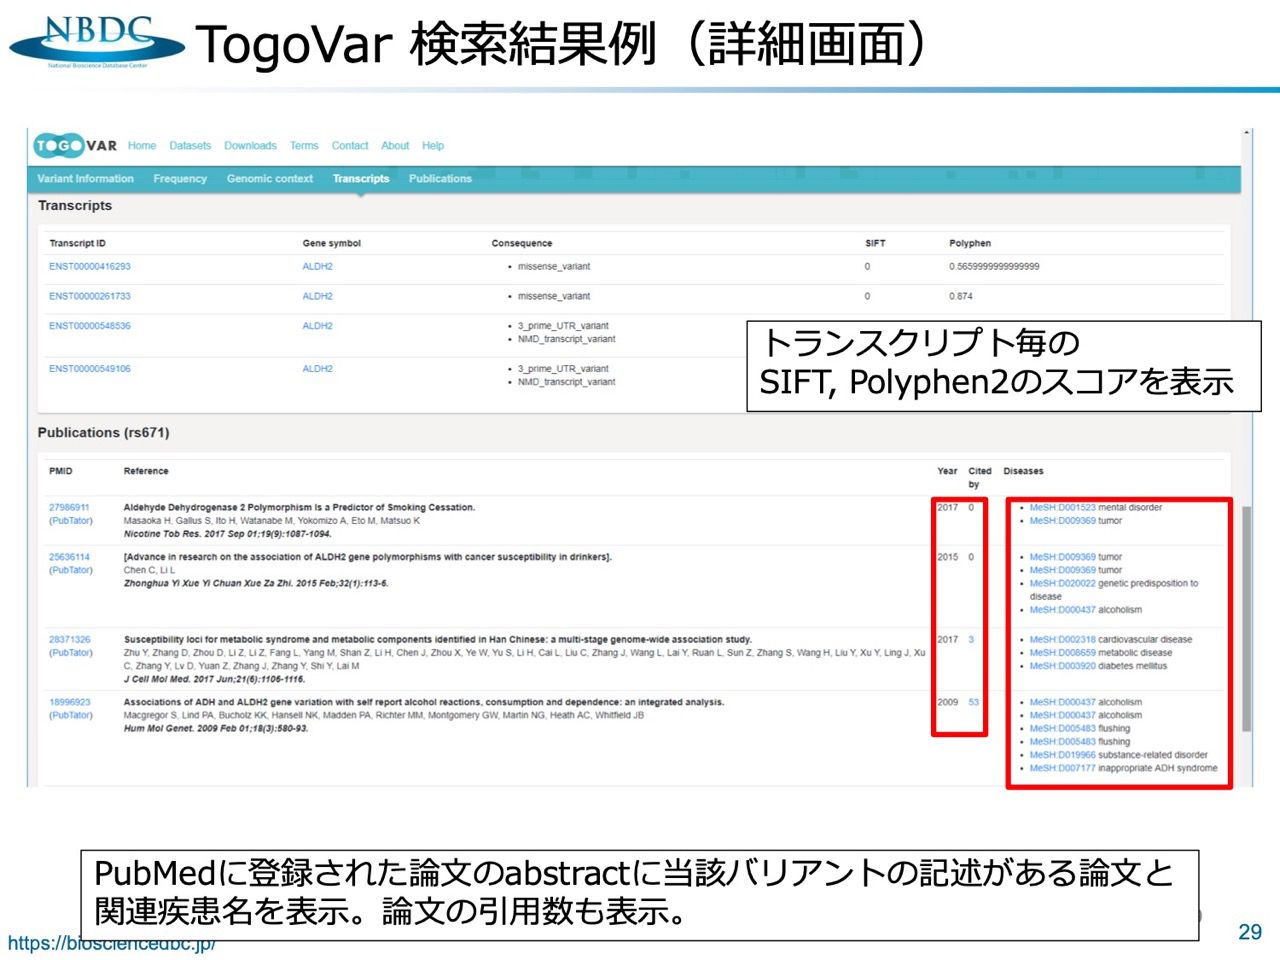 NBDC
National Bioscience Database Center
TogoVar 検索結果例（詳細画面）
TOGOVAR Home Datasets Downloads Terms Contact About Help
Variant Information Frequency Genomic context Transcripts Publications
Transcripts
Transcript ID Gene symbol Consequence SIFT Polyphen
ENST00000416293 ALDH2 • missense_variant 0 0.5659999999999999
ENST00000261733 ALDH2 • missense_variant 0 0.874
ENST00000548536 ALDH2 • 3_prime_UTR_variant
• NMD_transcript_variant
ENST00000549106 ALDH2 • 3_prime_UTR_variant
• NMD_transcript_variant
トランスクリプト毎の
SIFT, Polyphen2のスコアを表示
Publications (rs671)
PMID Reference Year Cited by Diseases
27986911 Aldehyde Dehydrogenase 2 Polymorphism Is a Predictor of Smoking Cessation. 2017 0 • MeSH:D001523 mental disorder
(PubTator) Masaoka H, Gallus S, Ito H, Watanabe M, Yokomizo A, Eto M, Matsuo K • MeSH:D009369 tumor
Nicotine Tob Res. 2017 Sep 01;19(9):1087-1094.
25636114 [Advance in research on the association of ALDH2 gene polymorphisms with cancer susceptibility in drinkers]. 2015 0 • MeSH:D009369 tumor
(PubTator) Chen C, Li L • MeSH:D009369 tumor
Zhonghua Yi Xue Yi Chuan Xue Za Zhi. 2015 Feb;32(1):113-6. • MeSH:D020022 genetic predisposition to
disease
• MeSH:D000437 alcoholism
28371326 Susceptibility loci for metabolic syndrome and metabolic components identified in Han Chinese: a multi-stage genome-wide association study. 2017 3 • MeSH:D002318 cardiovascular disease
(PubTator) Zhu Y, Zhang D, Zhou D, Li Z, Li Z, Fang L, Yang M, Shan Z, Li H, Chen J, Zhou X, Ye W, Yu S, Li H, Cai L, Liu C, Zhang J, Wang L, Lai Y, Ruan L, Sun Z, Zhang S, Wang H, Liu Y, Xu Y, Ling J, Xu • MeSH:D008659 metabolic disease
C, Zhang Y, Lv D, Yuan Z, Zhang J, Zhang Y, Shi Y, Lai M • MeSH:D003920 diabetes mellitus
J Cell Mol Med. 2017 Jun;21(6):1106-1116.
18996923 Associations of ADH and ALDH2 gene variation with self report alcohol reactions, consumption and dependence: an integrated analysis. 2009 53 • MeSH:D000437 alcoholism
(PubTator) Macgregor S, Lind PA, Bucholz KK, Hansell NK, Madden PA, Richter MM, Montgomery GW, Martin NG, Heath AC, Whitfield JB • MeSH:D000437 alcoholism
Hum Mol Genet. 2009 Feb 01;18(3):580-93. • MeSH:D005483 flushing
• MeSH:D005483 flushing
• MeSH:D019966 substance-related disorder
• MeSH:D007177 inappropriate ADH syndrome
PubMedに登録された論文のabstractに当該バリアントの記述がある論文と
関連疾患名を表示。論文の引用数も表示。
https://biosciencedbc.jp/
29